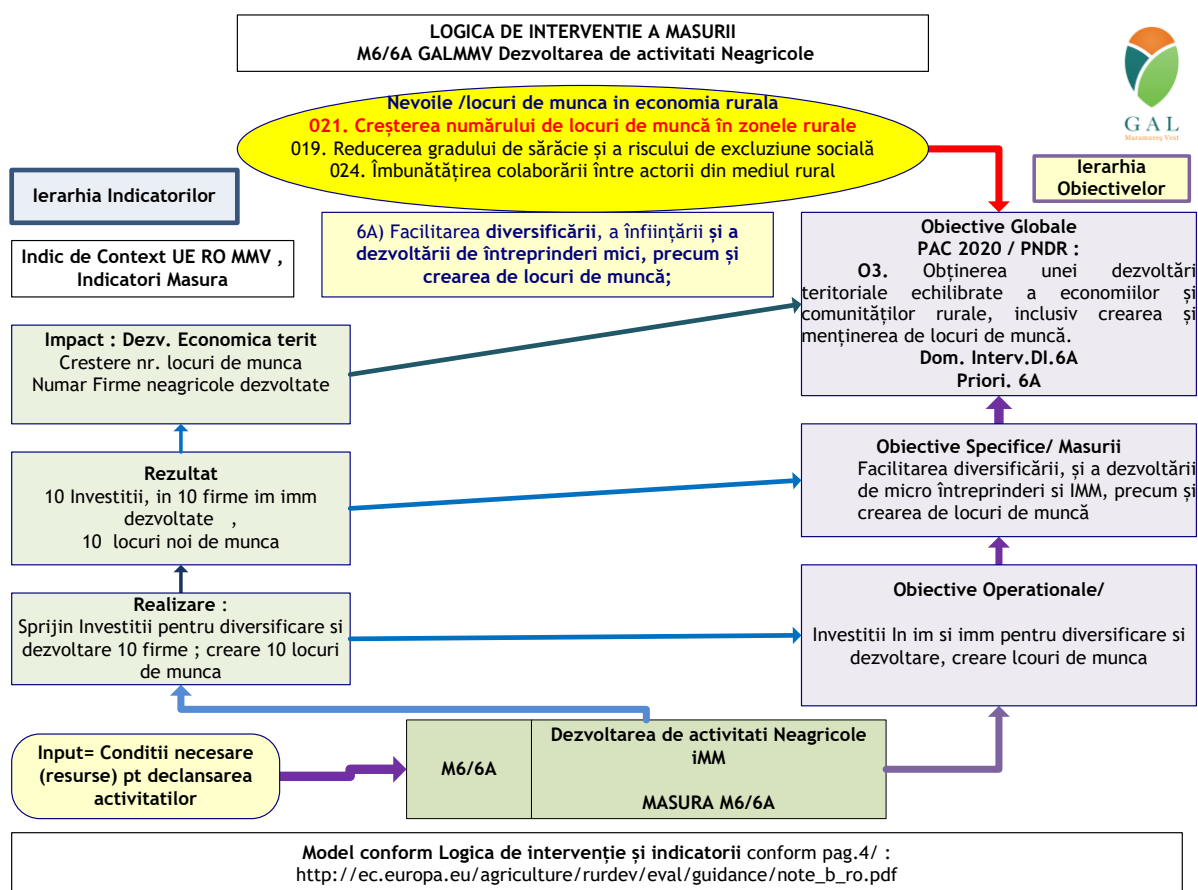 LOGICA DE INTERVENTIE A MASURII
M6/6A GALMMV Dezvoltarea de activitati Neagricole
GAL
Maramureș Vest
Nevoile /locuri de munca in economia rurala
021. Creșterea numărului de locuri de muncă în zonele rurale
019. Reducerea gradului de sărăcie și a riscului de excluziune socială
024. Îmbunătățirea colaborării între actorii din mediul rural
Ierarhia Indicatorilor
Ierarhia
Obiectivelor
Indic de Context UE RO MMV ,
Indicatori Masura
6A) Facilitarea diversificării, a înființării și a
dezvoltării de întreprinderi mici, precum și
crearea de locuri de muncă;
Obiective Globale
PAC 2020 / PNDR :
O3. Obținerea unei dezvoltări
teritoriale echilibrate a economiilor și
comunităților rurale, inclusiv crearea și
menținerea de locuri de muncă.
Dom. Interv.DI.6A
Priori. 6A
Impact : Dezv. Economica terit
Crestere nr. locuri de munca
Numar Firme neagricole dezvoltate
Rezultat
10 Investitii, in 10 firme im imm
dezvoltate ,
10 locuri noi de munca
Obiective Specifice/ Masurii
Facilitarea diversificării, și a dezvoltării
de micro întreprinderi si IMM, precum și
crearea de locuri de muncă
Realizare :
Sprijin Investitii pentru diversificare si
dezvoltare 10 firme ; creare 10 locuri
de munca
Obiective Operationale/
Investitii In im si imm pentru diversificare si
dezvoltare, creare lcouri de munca
Input= Conditii necesare
(resurse) pt declansarea
activitatilor
M6/6A
Dezvoltarea de activitati Neagricole
iMM
MASURA M6/6A
Model conform Logica de intervenție și indicatorii conform pag.4/ :
http://ec.europa.eu/agriculture/rurdev/eval/guidance/note_b_ro.pdf